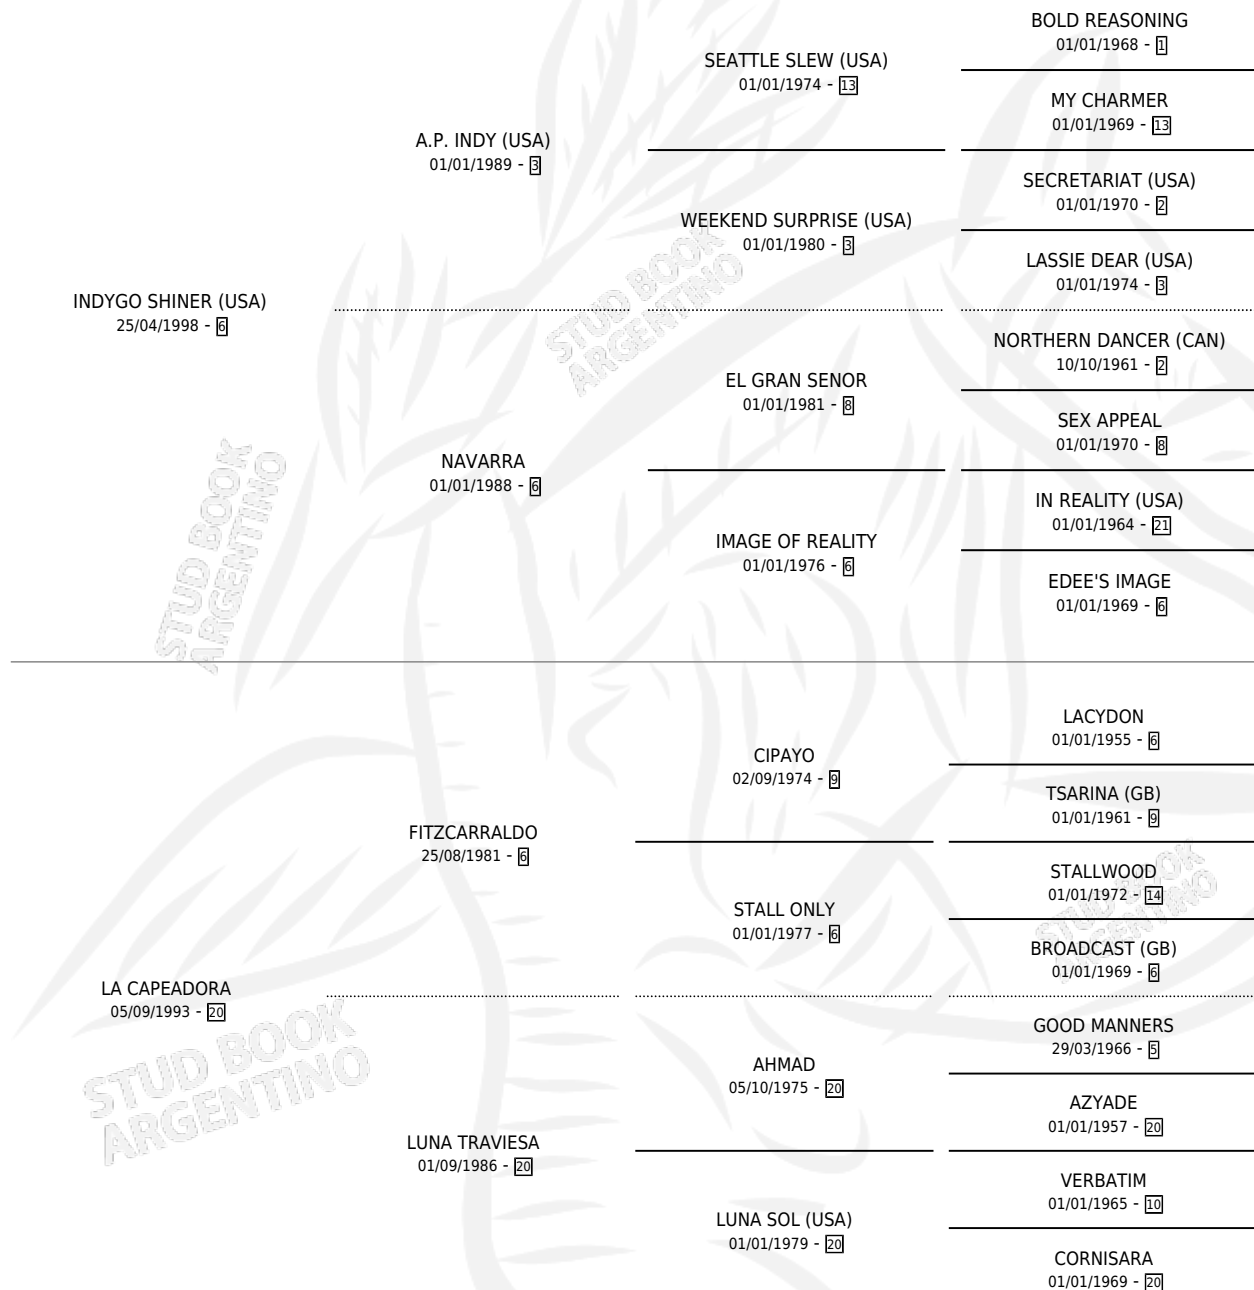 BOLD REASONING
01/01/1968 - 1
SEATTLE SLEW (USA)
01/01/1974 - 13
MY CHARMER
01/01/1969 - 13
A.P. INDY (USA)
01/01/1989 - 3
SECRETARIAT (USA)
01/01/1970 - 2
WEEKEND SURPRISE (USA)
01/01/1980 - 3
LASSIE DEAR (USA)
01/01/1974 - 3
INDYGO SHINER (USA)
25/04/1998 - 6
NORTHERN DANCER (CAN)
10/10/1961 - 2
EL GRAN SENOR
01/01/1981 - 8
SEX APPEAL
01/01/1970 - 8
NAVARRA
01/01/1988 - 6
IN REALITY (USA)
01/01/1964 - 21
IMAGE OF REALITY
01/01/1976 - 6
EDEE'S IMAGE
01/01/1969 - 6
LACYDON
01/01/1955 - 6
CIPAYO
02/09/1974 - 9
TSARINA (GB)
01/01/1961 - 9
FITZCARRALDO
25/08/1981 - 6
STALLWOOD
01/01/1972 - 14
STALL ONLY
01/01/1977 - 6
BROADCAST (GB)
01/01/1969 - 6
LA CAPEADORA
05/09/1993 - 20
GOOD MANNERS
29/03/1966 - 5
AHMAD
05/10/1975 - 20
AZYADE
01/01/1957 - 20
LUNA TRAVIESA
01/09/1986 - 20
VERBATIM
01/01/1965 - 10
LUNA SOL (USA)
01/01/1979 - 20
CORNISARA
01/01/1969 - 20
STUD BOOK
ARGENTINO
STUD BOOK
ARGENTINO
STUD BOOK
ARGENTINO
STUD BOOK
ARGENTINO